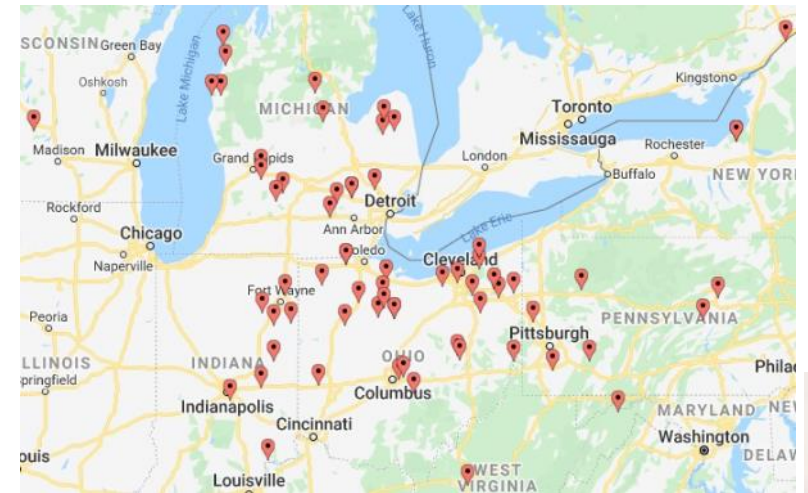 SCONSIN
Green Bay
Oshkosh
Lake Michigan
Lake Huron
MICHIGAN
Kingston
Toronto
Mississauga
Madison
Milwaukee
Grand Rapids
London
Rochester
Buffalo
NEW YOR
Rockford
Detroit
Chicago
Ann Arbor
Lake Erie
Naperville
Toledo
Cleveland
Fort Wayne
Peoria
PENNSYLVANIA
Pittsburgh
LLINOIS
INDIANA
OHIO
springfield
Columbus
Phila
Indianapolis
MARYLAND
NEW
Cincinnati
Washington
ouis
DELAW
WEST
VIRGINIA
Louisville